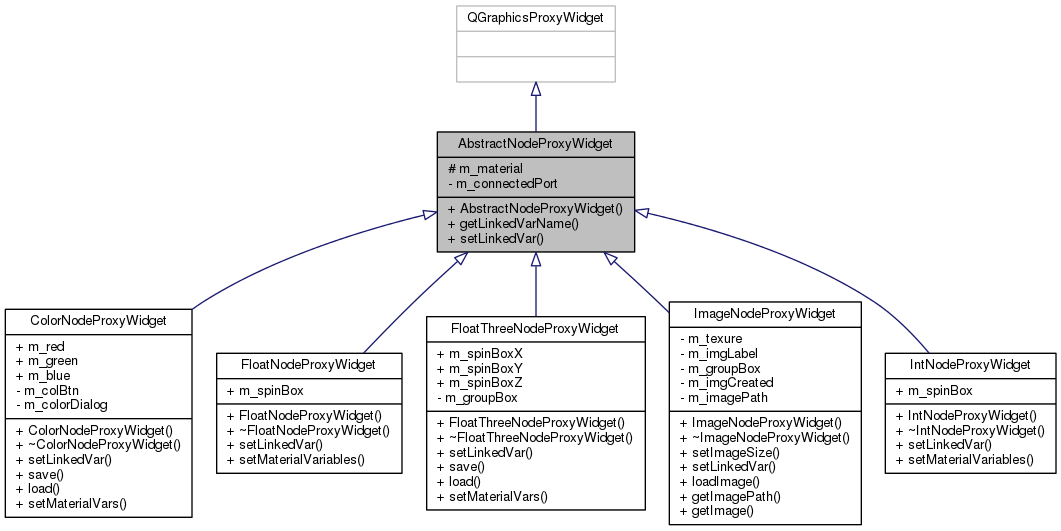 QGraphicsProxyWidget
AbstractNodeProxyWidget
# m_material
- m_connectedPort
+ AbstractNodeProxyWidget()
+ getLinkedVarName()
+ setLinkedVar()
ColorNodeProxyWidget
+ m_red
+ m_green
+ m_blue
- m_colBtn
- m_colorDialog
+ ColorNodeProxyWidget()
+ ~ColorNodeProxyWidget()
+ setLinkedVar()
+ save()
+ load()
+ setMaterialVars()
FloatNodeProxyWidget
+ m_spinBox
+ FloatNodeProxyWidget()
+ ~FloatNodeProxyWidget()
+ setLinkedVar()
+ setMaterialVariables()
FloatThreeNodeProxyWidget
+ m_spinBoxX
+ m_spinBoxY
+ m_spinBoxZ
- m_groupBox
+ FloatThreeNodeProxyWidget()
+ ~FloatThreeNodeProxyWidget()
+ setLinkedVar()
+ save()
+ load()
+ setMaterialVars()
ImageNodeProxyWidget
- m_texure
- m_imgLabel
- m_groupBox
- m_imgCreated
- m_imagePath
+ ImageNodeProxyWidget()
+ ~ImageNodeProxyWidget()
+ setImageSize()
+ setLinkedVar()
+ loadImage()
+ getImagePath()
+ getImage()
IntNodeProxyWidget
+ m_spinBox
+ IntNodeProxyWidget()
+ ~IntNodeProxyWidget()
+ setLinkedVar()
+ setMaterialVariables()